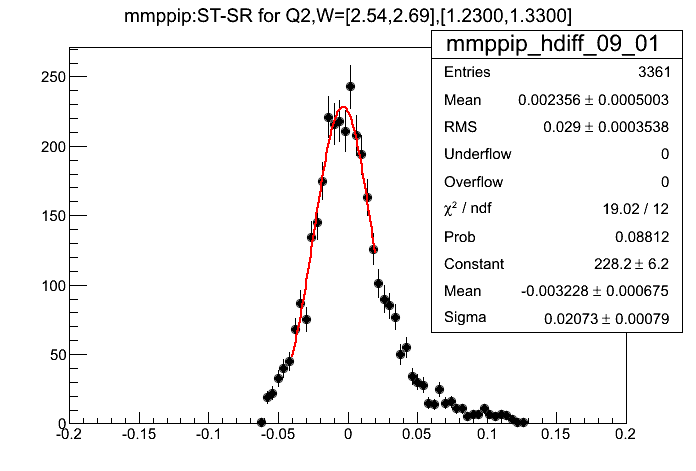 mmppip:ST-SR for Q2,W=[2.54,2.69],[1.2300,1.3300]
mmppip_hdiff_09_01
Entries 3361
Mean 0.002356 ± 0.0005003
RMS 0.029 ± 0.0003538
Underflow 0
Overflow 0
χ² / ndf 19.02 / 12
Prob 0.08812
Constant 228.2 ± 6.2
Mean -0.003228 ± 0.000675
Sigma 0.02073 ± 0.00079
250
200
150
100
50
0
-0.2 -0.15 -0.1 -0.05 0 0.05 0.1 0.15 0.2